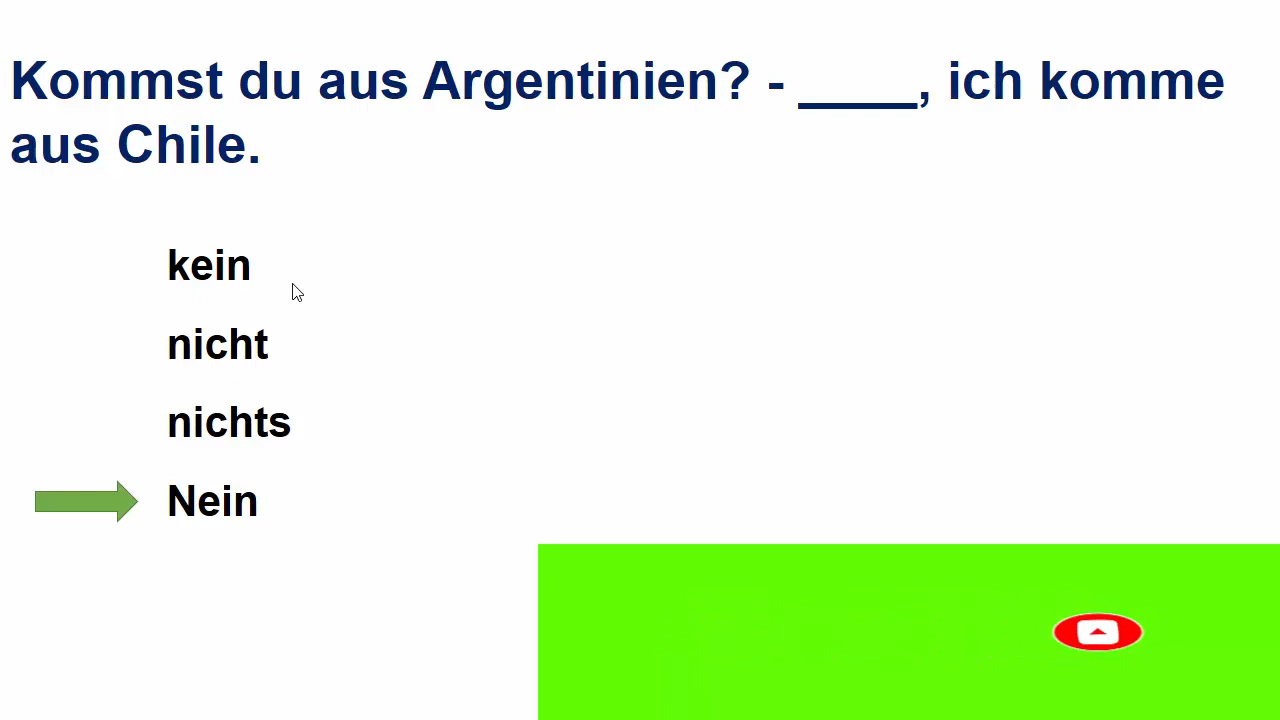 Kommst du aus Argentinien? - ____, ich komme
aus Chile.
kein
nicht
nichts
Nein